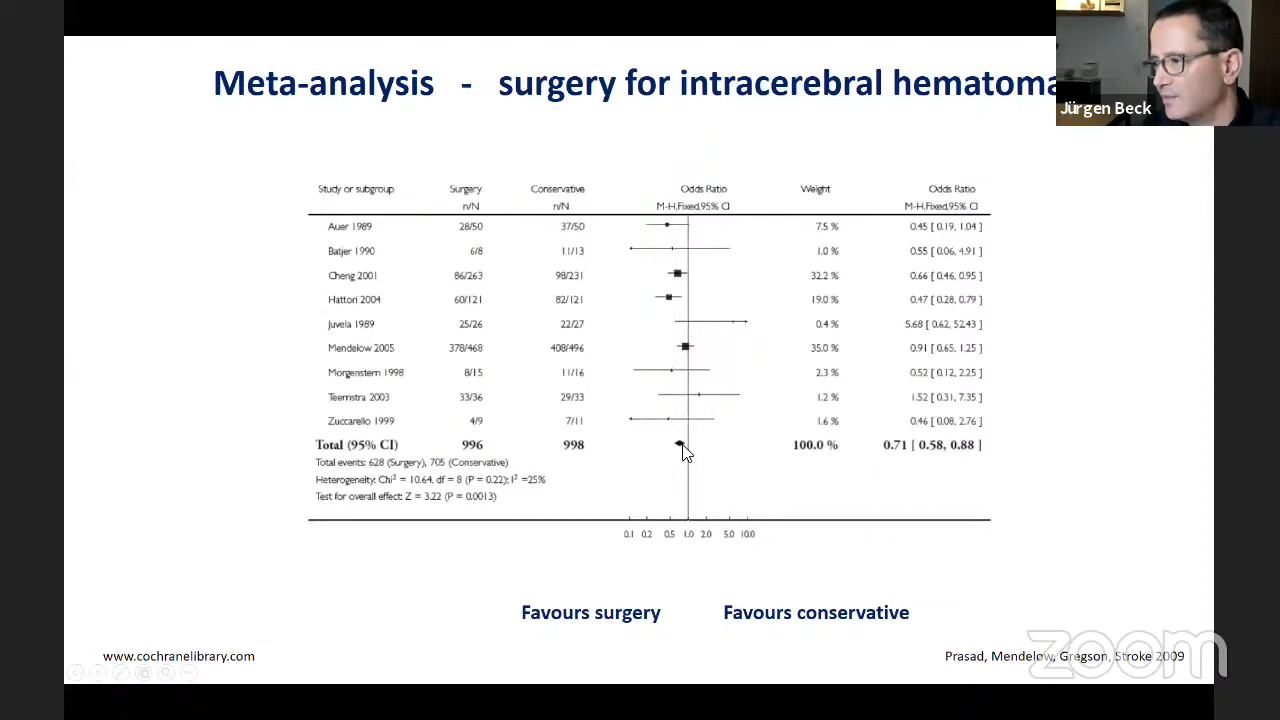 Meta-analysis - surgery for intracerebral hematoma
Jürgen Beck
Study or subgroup Surgery Conservative Odds Ratio Weight Odds Ratio
n/N n/N M-H,Fixed,95% CI M-H,Fixed,95% CI
Auer 1989 28/50 37/50 7.5 % 0.45 [ 0.19, 1.04 ]
Batjer 1990 6/8 11/13 1.0 % 0.55 [ 0.06, 4.91 ]
Cheng 2001 86/263 98/231 32.2 % 0.66 [ 0.46, 0.95 ]
Hattori 2004 60/121 82/121 19.0 % 0.47 [ 0.28, 0.79 ]
Juvela 1989 25/26 22/27 0.4 % 5.68 [ 0.62, 52.43 ]
Mendelow 2005 378/468 408/496 35.0 % 0.91 [ 0.65, 1.25 ]
Morgenstern 1998 8/15 11/16 2.3 % 0.52 [ 0.12, 2.25 ]
Teernstra 2003 33/36 29/33 1.2 % 1.52 [ 0.31, 7.35 ]
Zuccarello 1999 4/9 7/11 1.6 % 0.46 [ 0.08, 2.76 ]
Total (95% CI) 996 998 100.0 % 0.71 [ 0.58, 0.88 ]
Total events: 628 (Surgery), 705 (Conservative)
Heterogeneity: Chi² = 10.64, df = 8 (P = 0.22); I² =25%
Test for overall effect: Z = 3.22 (P = 0.0013)
0.1 0.2 0.5 1.0 2.0 5.0 10.0
Favours surgery Favours conservative
www.cochranelibrary.com Prasad, Mendelow, Gregson, Stroke 2009
zoom